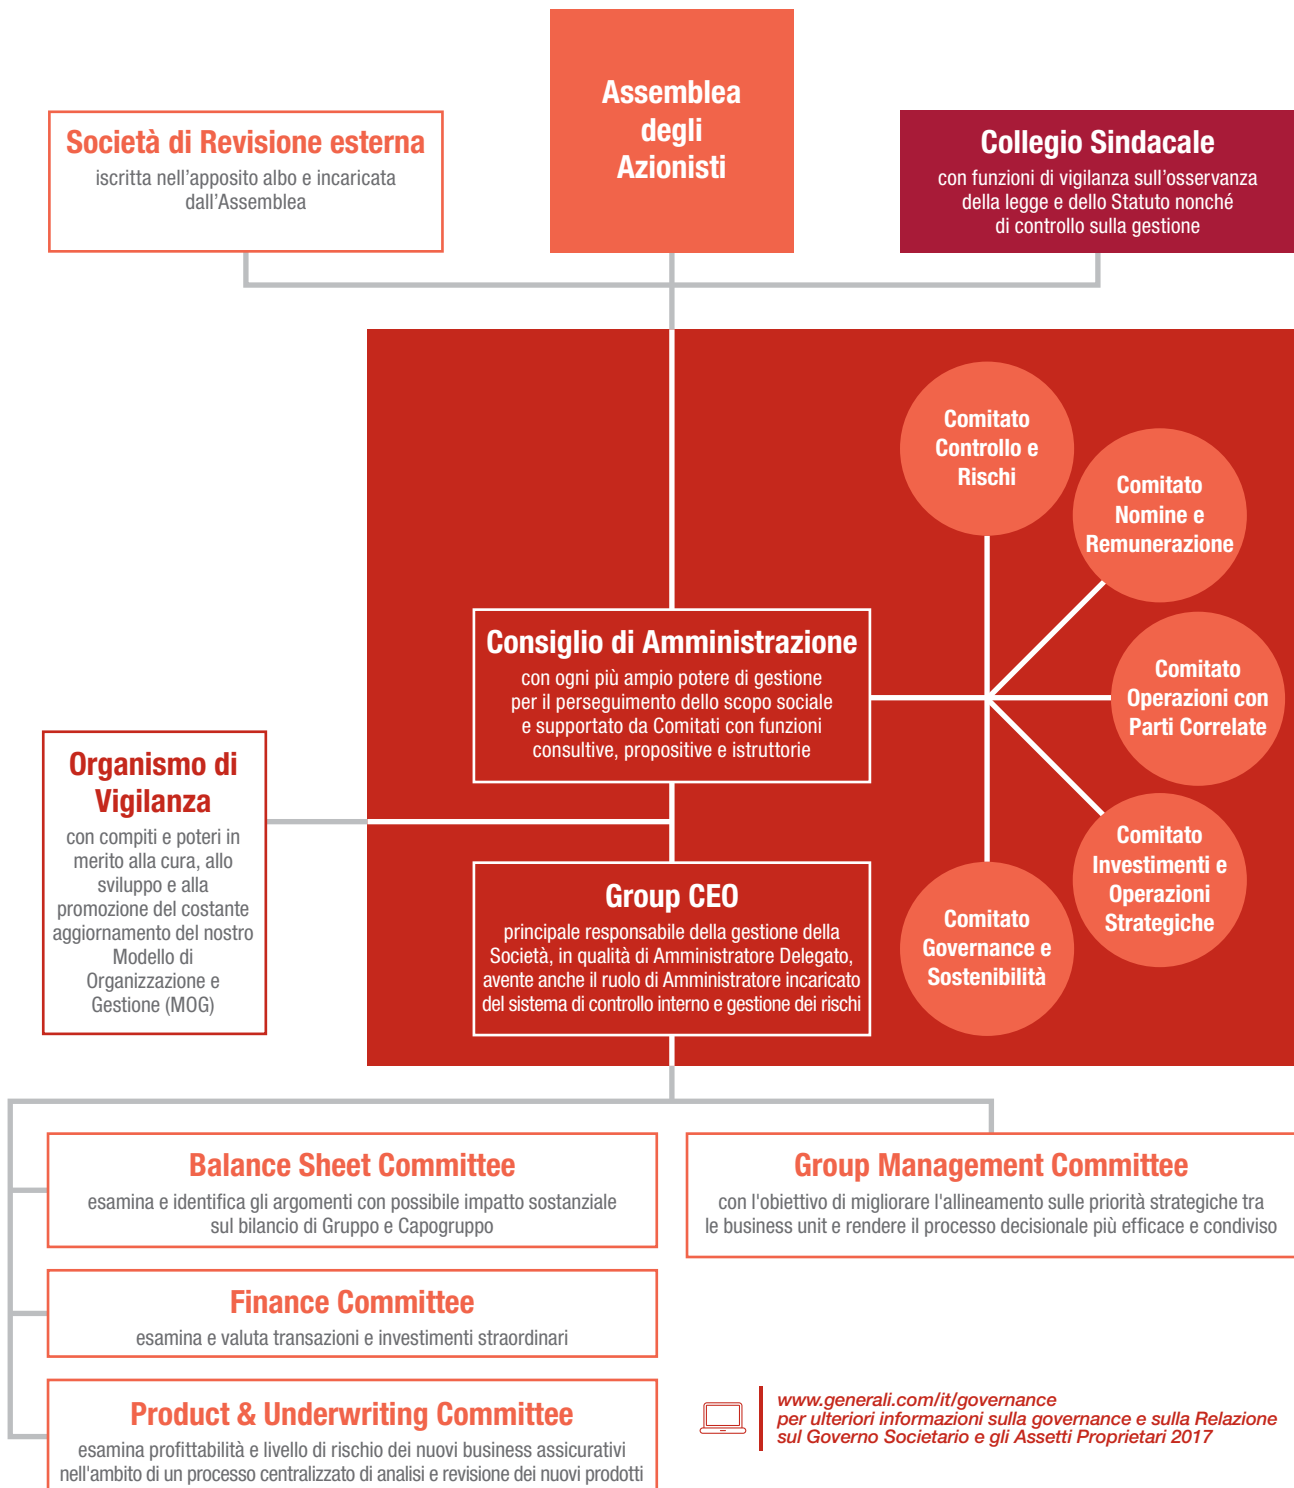 Assemblea
degli
Azionisti
Società di Revisione esterna
iscritta nell’apposito albo e incaricata
dall’Assemblea
Collegio Sindacale
con funzioni di vigilanza sull’osservanza
della legge e dello Statuto nonché
di controllo sulla gestione
Comitato
Controllo e
Rischi
Comitato
Nomine e
Remunerazione
Comitato
Operazioni con
Parti Correlate
Comitato
Investimenti e
Operazioni
Strategiche
Comitato
Governance e
Sostenibilità
Consiglio di Amministrazione
con ogni più ampio potere di gestione
per il perseguimento dello scopo sociale
e supportato da Comitati con funzioni
consultive, propositive e istruttorie
Organismo di
Vigilanza
con compiti e poteri in
merito alla cura, allo
sviluppo e alla
promozione del costante
aggiornamento del nostro
Modello di
Organizzazione e
Gestione (MOG)
Group CEO
principale responsabile della gestione della
Società, in qualità di Amministratore Delegato,
avente anche il ruolo di Amministratore incaricato
del sistema di controllo interno e gestione dei rischi
Balance Sheet Committee
esamina e identifica gli argomenti con possibile impatto sostanziale
sul bilancio di Gruppo e Capogruppo
Group Management Committee
con l'obiettivo di migliorare l'allineamento sulle priorità strategiche tra
le business unit e rendere il processo decisionale più efficace e condiviso
Finance Committee
esamina e valuta transazioni e investimenti straordinari
Product & Underwriting Committee
esamina profittabilità e livello di rischio dei nuovi business assicurativi
nell'ambito di un processo centralizzato di analisi e revisione dei nuovi prodotti
www.generali.com/it/governance
per ulteriori informazioni sulla governance e sulla Relazione
sul Governo Societario e gli Assetti Proprietari 2017